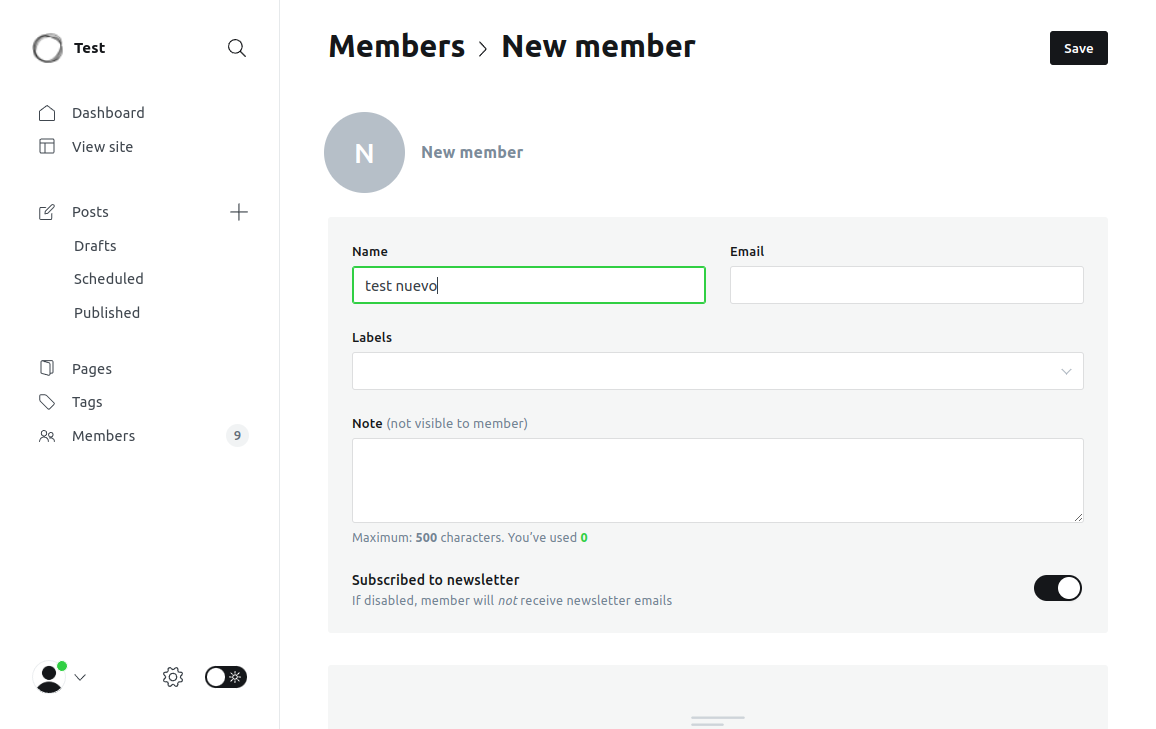 Test
Dashboard
View site
Posts
Drafts
Scheduled
Published
Pages
Tags
Members 9
Members > New member
Save
N New member
Name Email
test nuevo
Labels
Note (not visible to member)
Maximum: 500 characters. You’ve used 0
Subscribed to newsletter
If disabled, member will not receive newsletter emails